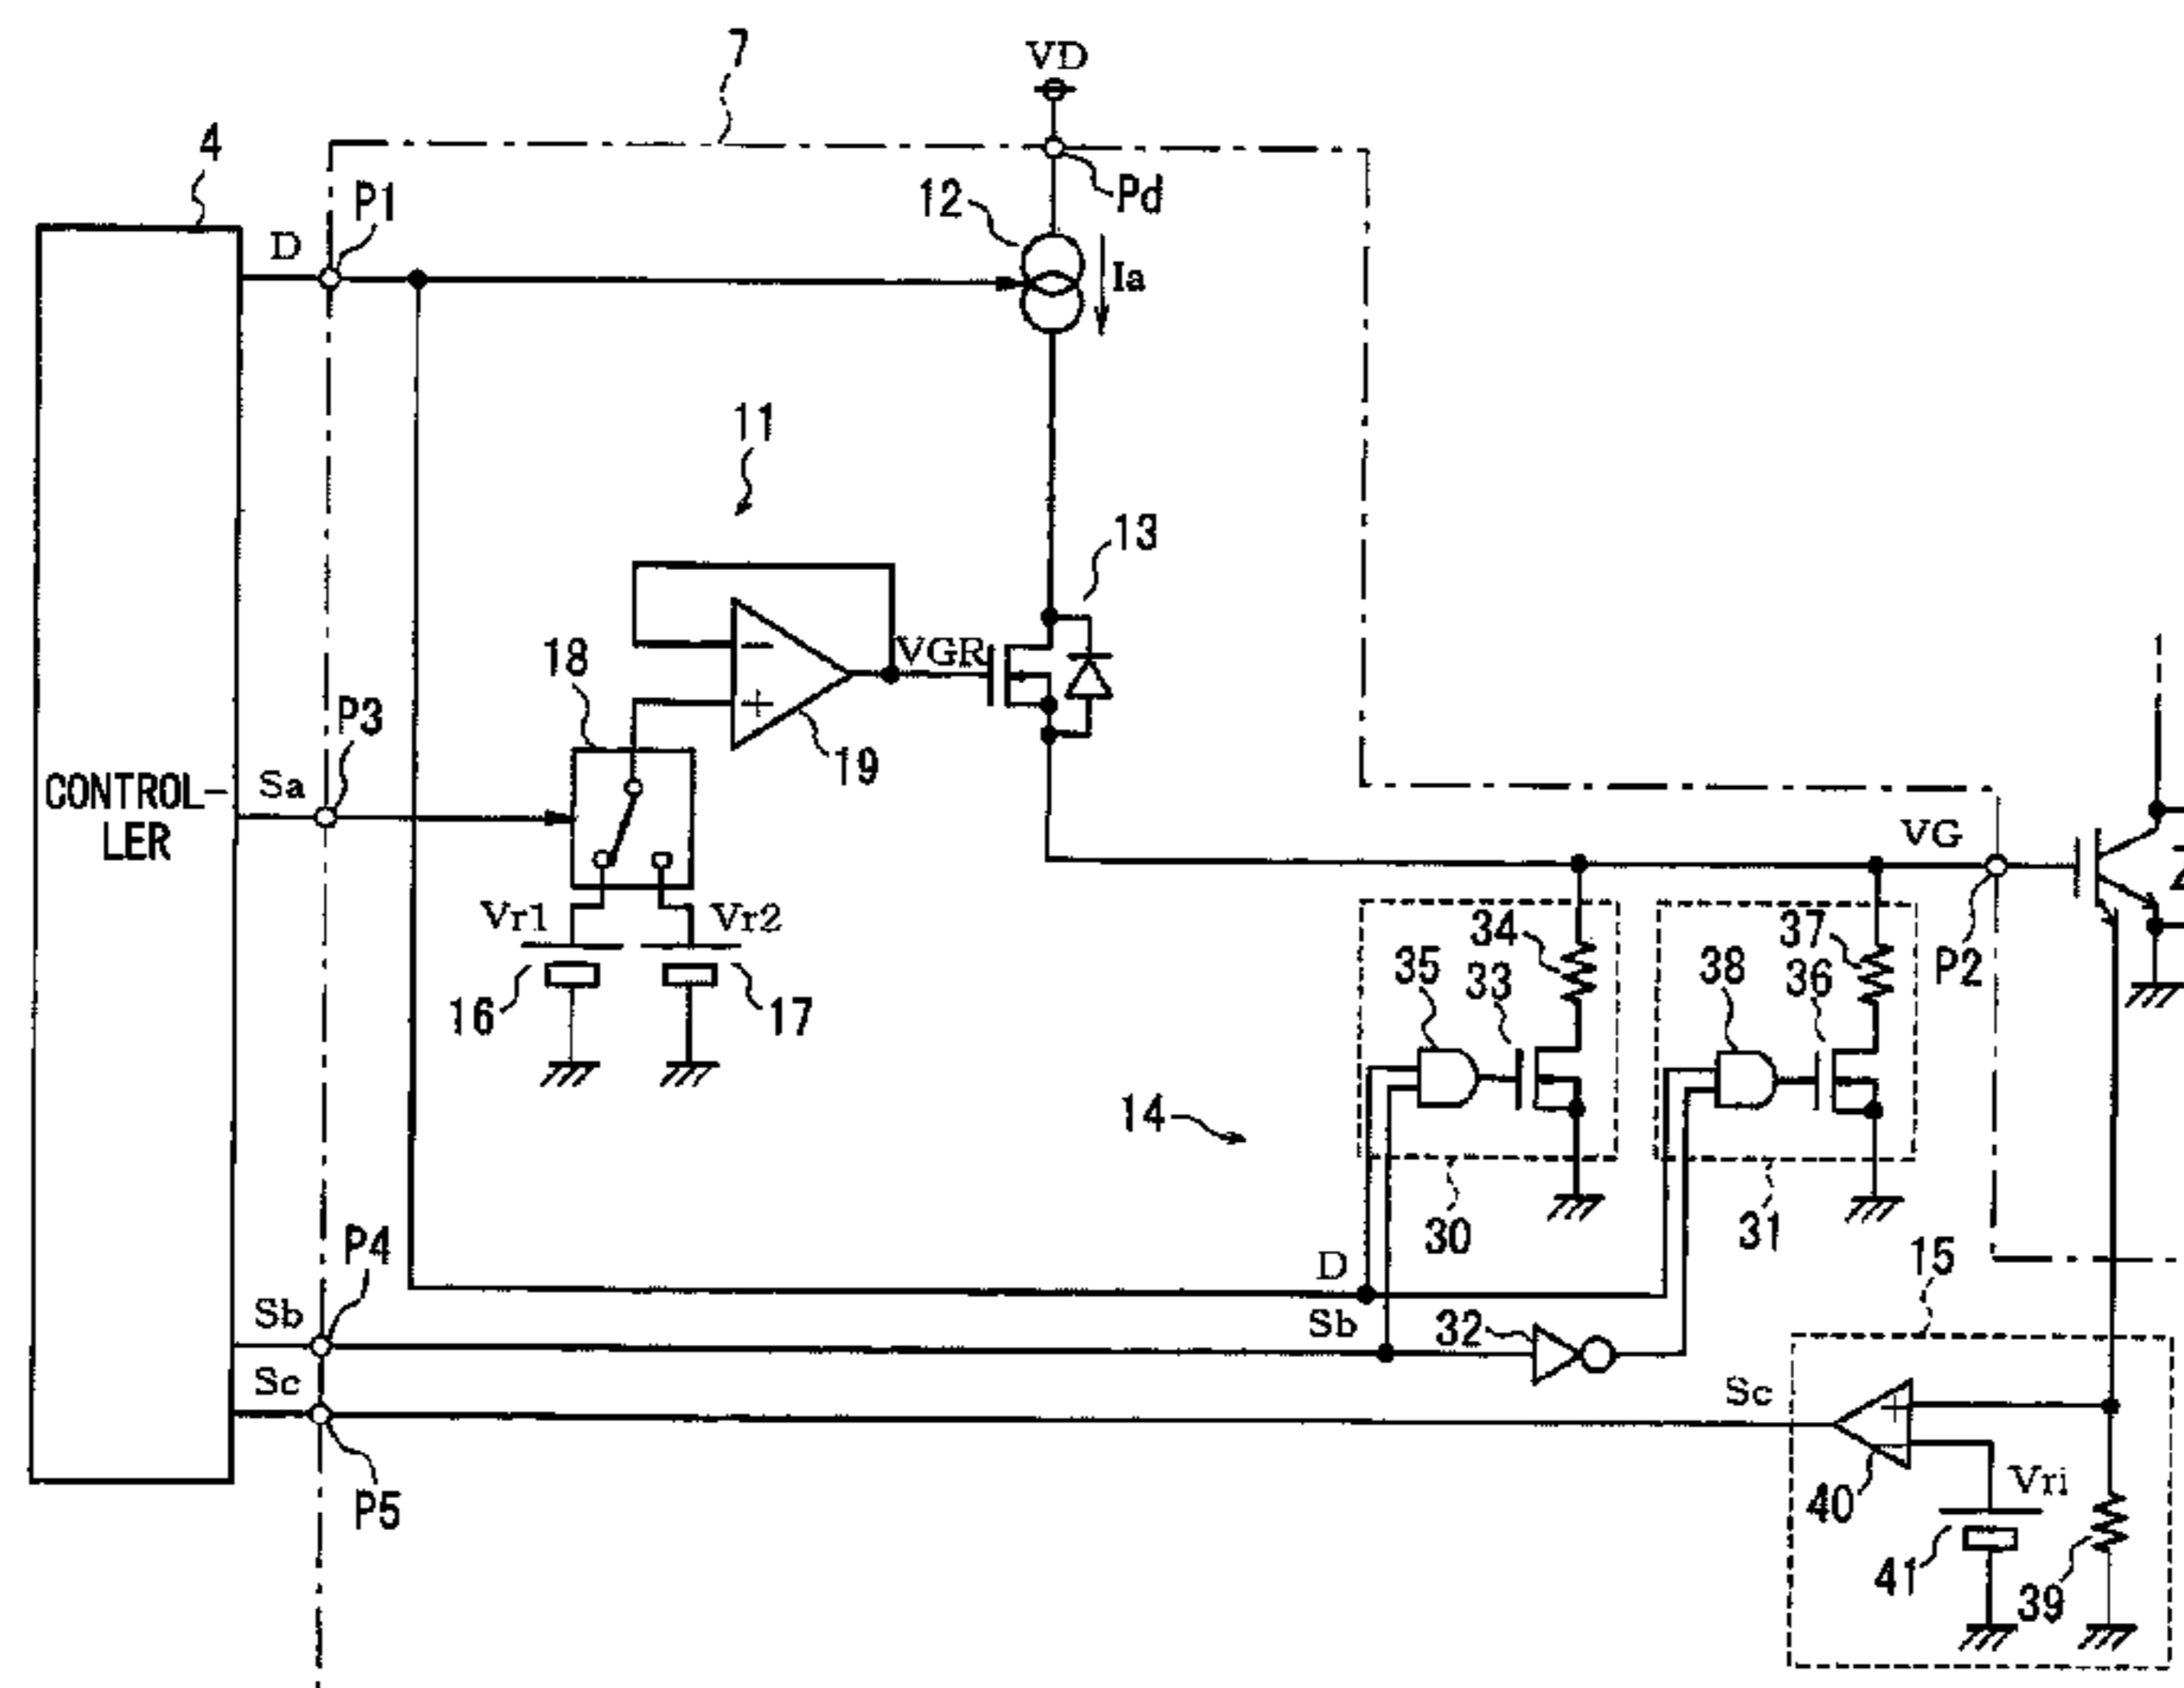 7
VD
4
P1
12
Pd
D
Ia
11
13
18
VGR
P3
19
Sa
CONTROL-
LER
VG
Vr1
Vr2
34
37
35
33
38
36
P2
16
17
14
P4
30
31
15
D
Sb
Sb
32
Sc
Sc
P5
Vri
40
41
39